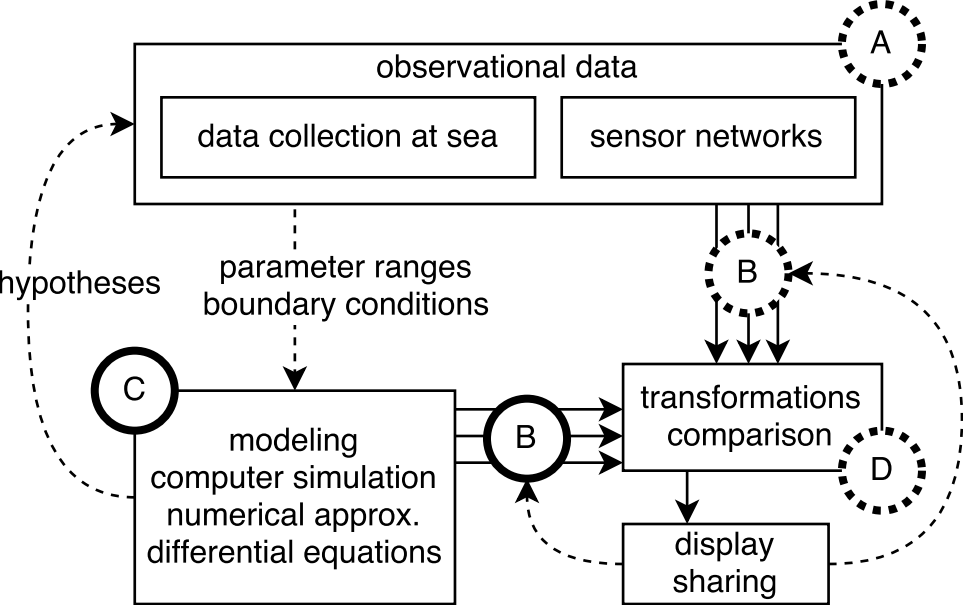 A
observational data
data collection at sea
sensor networks
hypotheses
parameter ranges
boundary conditions
B
C
modeling
computer simulation
numerical approx.
differential equations
B
transformations
comparison
D
display
sharing